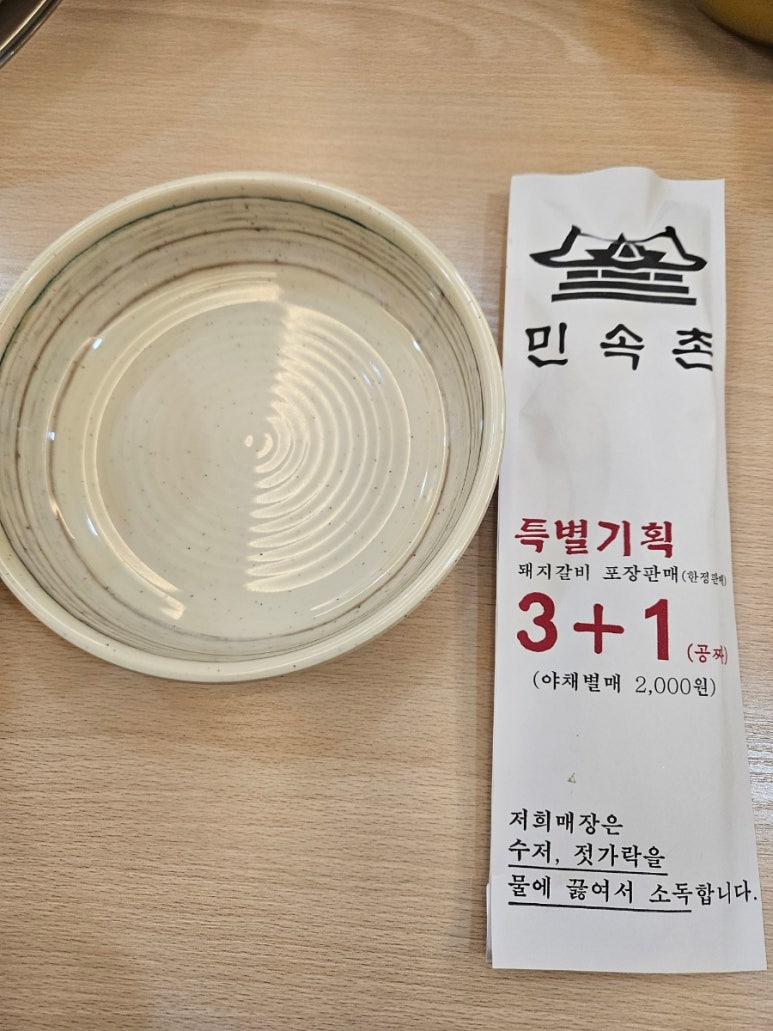 민속촌
특별기획
돼지갈비 포장판매(한정판매)
3+1(공짜)
(야채별매 2,000원)
저희매장은
수저, 젓가락을
물에 끓여서 소독합니다.